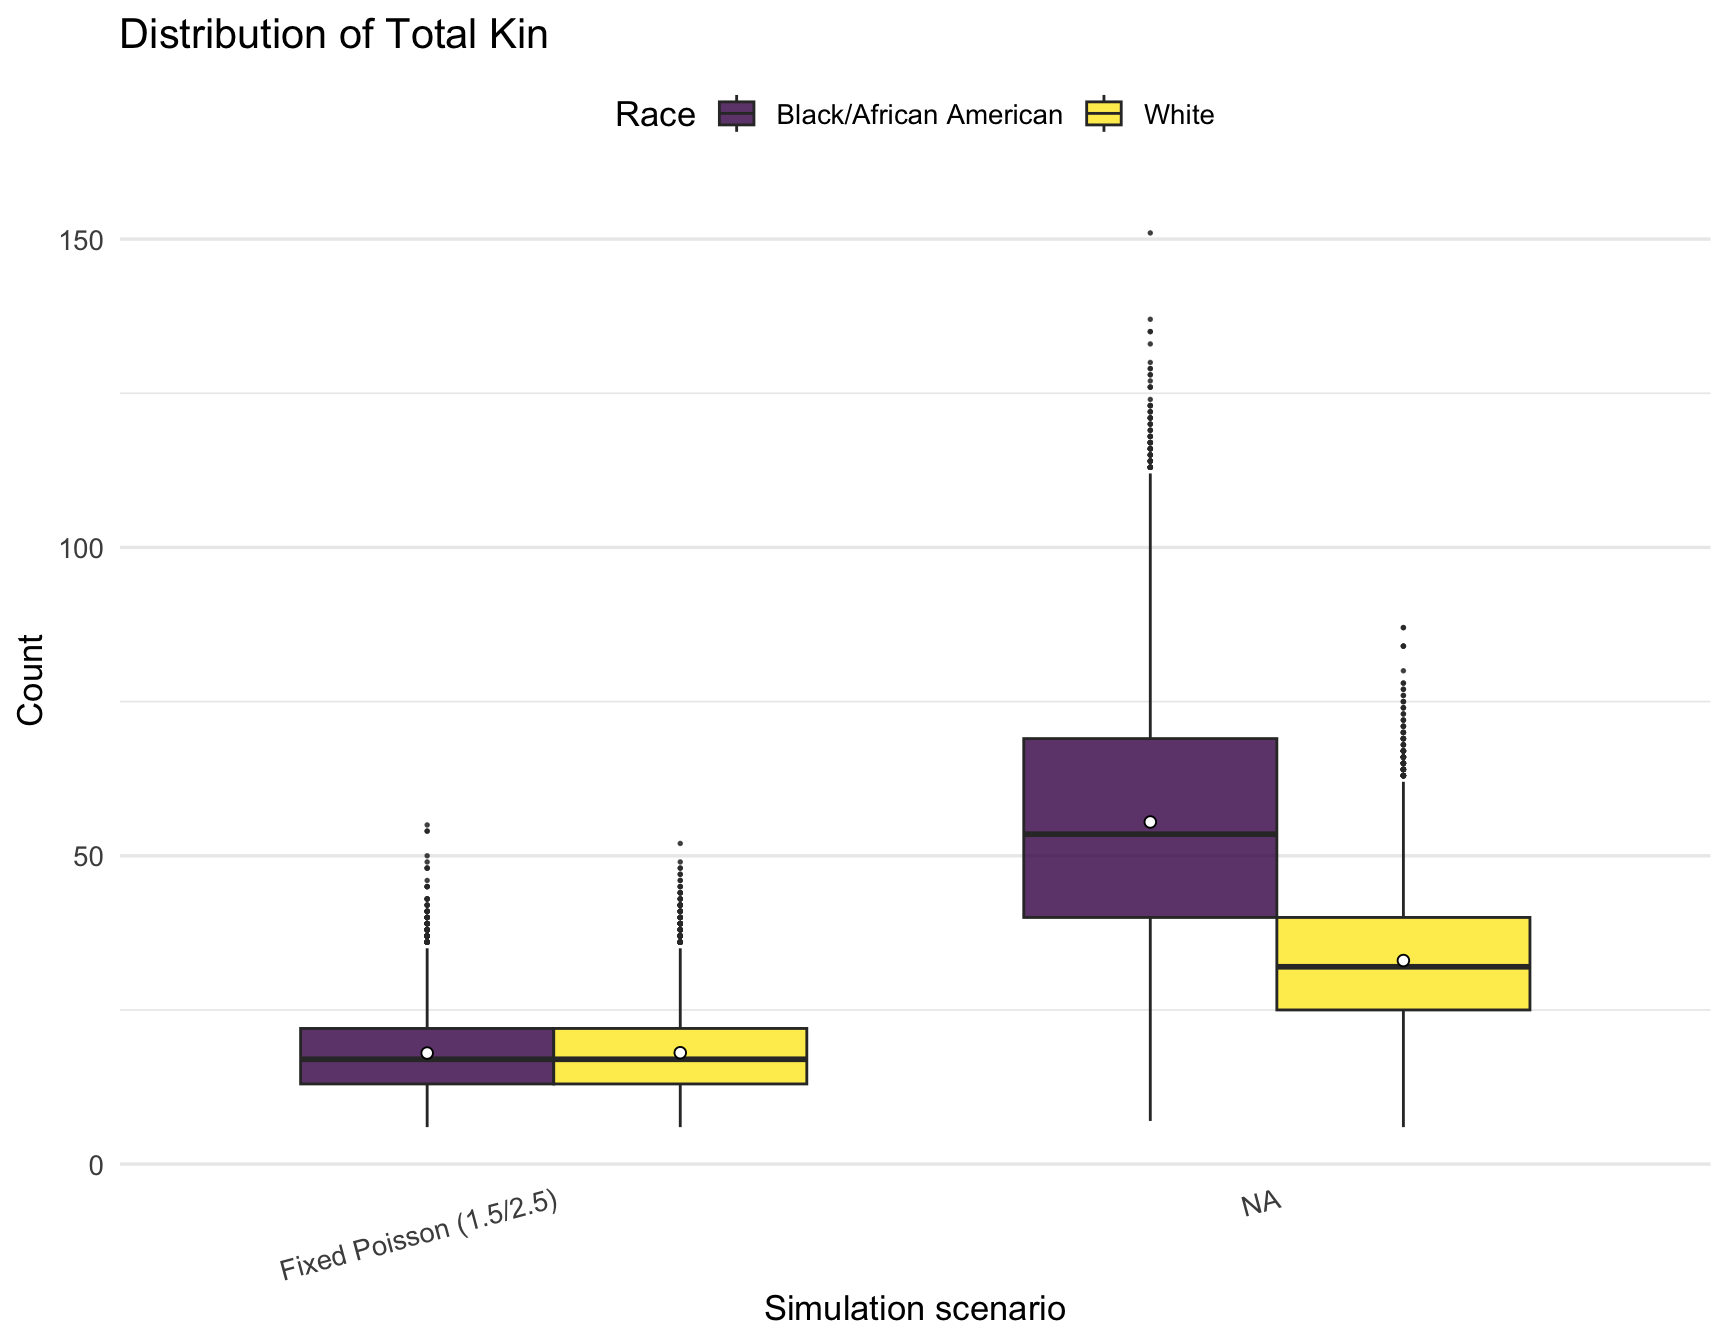 Distribution of Total Kin
Race Black/African American White
150
100
50
0
Count
Fixed Poisson (1.5/2.5)
NA
Simulation scenario